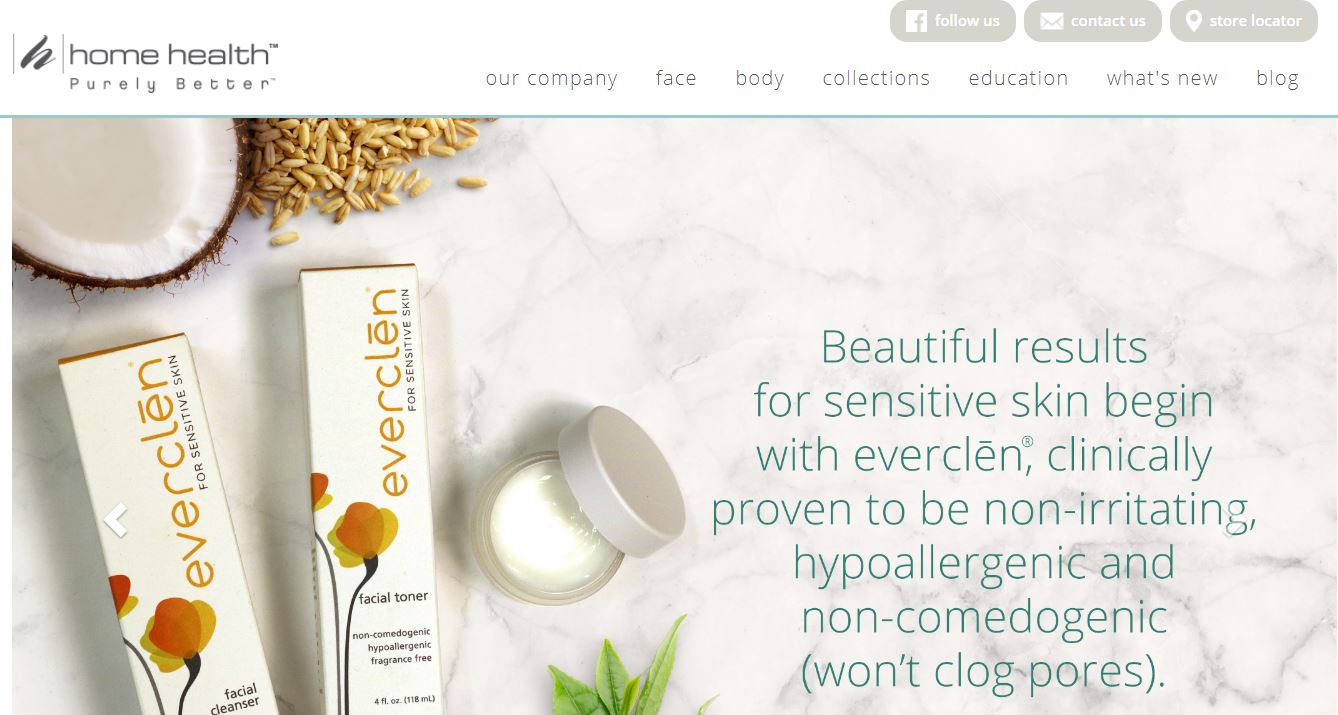 follow us
contact us
store locator
home health™
Purely Better™
our company
face
body
collections
education
what's new
blog
everclēn®
FOR SENSITIVE SKIN
facial
cleanser
everclēn®
FOR SENSITIVE SKIN
facial toner
non-comedogenic
hypoallergenic
fragrance free
4 fl. oz. (118 mL)
Beautiful results
for sensitive skin begin
with everclēn®, clinically
proven to be non-irritating,
hypoallergenic and
non-comedogenic
(won't clog pores).